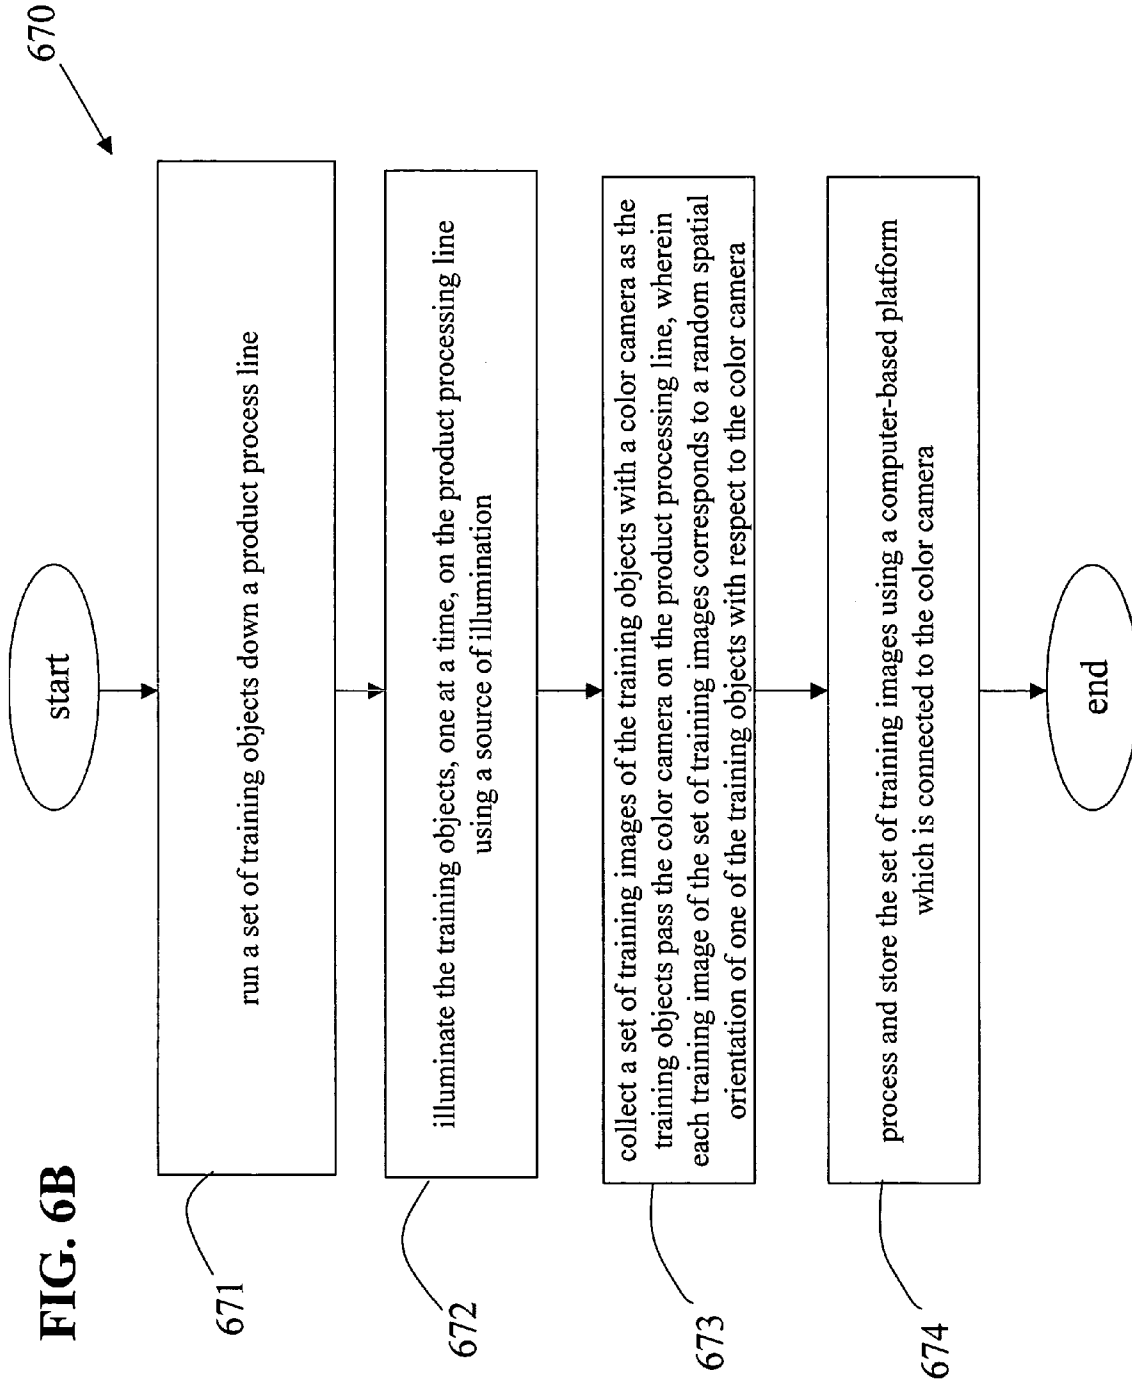 FIG. 6B
670
start
671
run a set of training objects down a product process line
672
illuminate the training objects, one at a time, on the product processing line
using a source of illumination
673
collect a set of training images of the training objects with a color camera as the
training objects pass the color camera on the product processing line, wherein
each training image of the set of training images corresponds to a random spatial
orientation of one of the training objects with respect to the color camera
674
process and store the set of training images using a computer-based platform
which is connected to the color camera
end